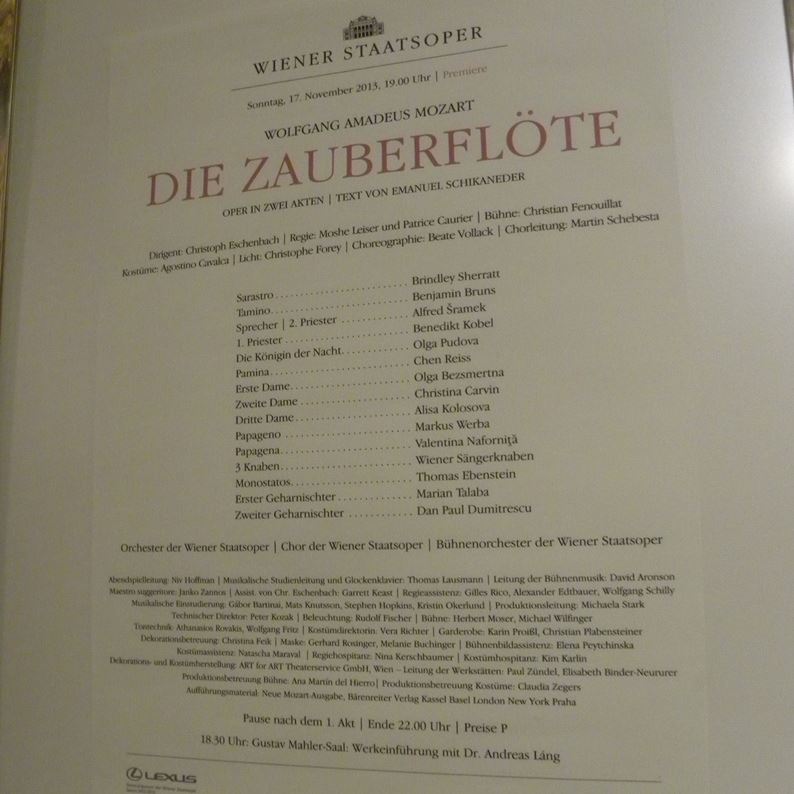 WIENER STAATSOPER
Sonntag, 17. November 2013, 19.00 Uhr | Premiere
WOLFGANG AMADEUS MOZART
DIE ZAUBERFLÖTE
OPER IN ZWEI AKTEN | TEXT VON EMANUEL SCHIKANEDER
Dirigent: Christoph Eschenbach | Regie: Moshe Leiser und Patrice Caurier | Bühne: Christian Fenouillat
Kostüme: Agostino Cavalca | Licht: Christophe Forey | Choreographie: Beate Vollack | Chorleitung: Martin Schebesta
Sarastro . . . . . . . . . . . . . . . . . . . . . . . Brindley Sherratt
Tamino. . . . . . . . . . . . . . . . . . . . . . . . Benjamin Bruns
Sprecher | 2. Priester . . . . . . . . . . . . Alfred Šramek
1. Priester . . . . . . . . . . . . . . . . . . . . . Benedikt Kobel
Die Königin der Nacht. . . . . . . . . . . . Olga Pudova
Pamina. . . . . . . . . . . . . . . . . . . . . . . . Chen Reiss
Erste Dame. . . . . . . . . . . . . . . . . . . . . Olga Bezsmertna
Zweite Dame . . . . . . . . . . . . . . . . . . . Christina Carvin
Dritte Dame . . . . . . . . . . . . . . . . . . . . Alisa Kolosova
Papageno . . . . . . . . . . . . . . . . . . . . . . Markus Werba
Papagena. . . . . . . . . . . . . . . . . . . . . . . Valentina Naforniţă
3 Knaben . . . . . . . . . . . . . . . . . . . . . . Wiener Sängerknaben
Monostatos. . . . . . . . . . . . . . . . . . . . . Thomas Ebenstein
Erster Geharnischter . . . . . . . . . . . . . Marian Talaba
Zweiter Geharnischter . . . . . . . . . . . . Dan Paul Dumitrescu
Orchester der Wiener Staatsoper | Chor der Wiener Staatsoper | Bühnenorchester der Wiener Staatsoper
Abendspielleitung: Niv Hoffman | Musikalische Studienleitung und Glockenklavier: Thomas Lausmann | Leitung der Bühnenmusik: David Aronson
Maestro suggeritore: Janko Zannos | Assist. von Chr. Eschenbach: Garrett Keast | Regieassistenz: Gilles Rico, Alexander Edtbauer, Wolfgang Schilly
Musikalische Einstudierung: Gábor Bartinai, Mats Knutsson, Stephen Hopkins, Kristin Okerlund | Produktionsleitung: Michaela Stark
Technischer Direktor: Peter Kozak | Beleuchtung: Rudolf Fischer | Bühne: Herbert Moser, Michael Wilfinger
Tontechnik: Athanasios Rovakis, Wolfgang Fritz | Kostümdirektorin: Vera Richter | Garderobe: Karin Proißl, Christian Plabensteiner
Dekorationsbetreuung: Christina Feik | Maske: Gerhard Rosinger, Melanie Buchinger | Bühnenbildassistenz: Elena Peytchinska
Kostümassistenz: Natascha Maraval | Regiehospitanz: Nina Kerschbaumer | Kostümhospitanz: Kim Karlin
Dekorations- und Kostümherstellung: ART for ART Theaterservice GmbH, Wien – Leitung der Werkstätten: Paul Zündel, Elisabeth Binder-Neururer
Produktionsbetreuung Bühne: Ana Martin del Hierro | Produktionsbetreuung Kostüme: Claudia Zegers
Aufführungsmaterial: Neue Mozart-Ausgabe, Bärenreiter Verlag Kassel Basel London New York Praha
Pause nach dem 1. Akt | Ende 22.00 Uhr | Preise P
18.30 Uhr: Gustav Mahler-Saal: Werkeinführung mit Dr. Andreas Láng
LEXUS